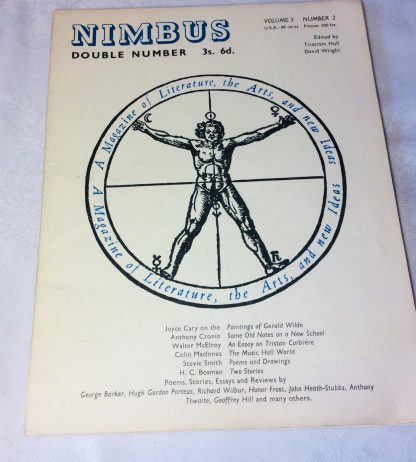 NIMBUS
DOUBLE NUMBER 3s. 6d.
VOLUME 3 NUMBER 2
U.S.A.: 80 cents France: 200 frs.
Edited by
Tristram Hull
David Wright
A Magazine of Literature, the Arts, and new Ideas
A Magazine of Literature, the Arts, and new Ideas
Joyce Cary on the Paintings of Gerald Wilde
Anthony Cronin Some Old Notes on a New School
Walter McElroy An Essay on Tristan Corbière
Colin MacInnes The Music Hall World
Stevie Smith Poems and Drawings
H. C. Bosman Two Stories
Poems, Stories, Essays and Reviews by
George Barker, Hugh Gordon Porteus, Richard Wilbur, Honor Frost, John Heath-Stubbs, Anthony
Thwaite, Geoffrey Hill and many others.